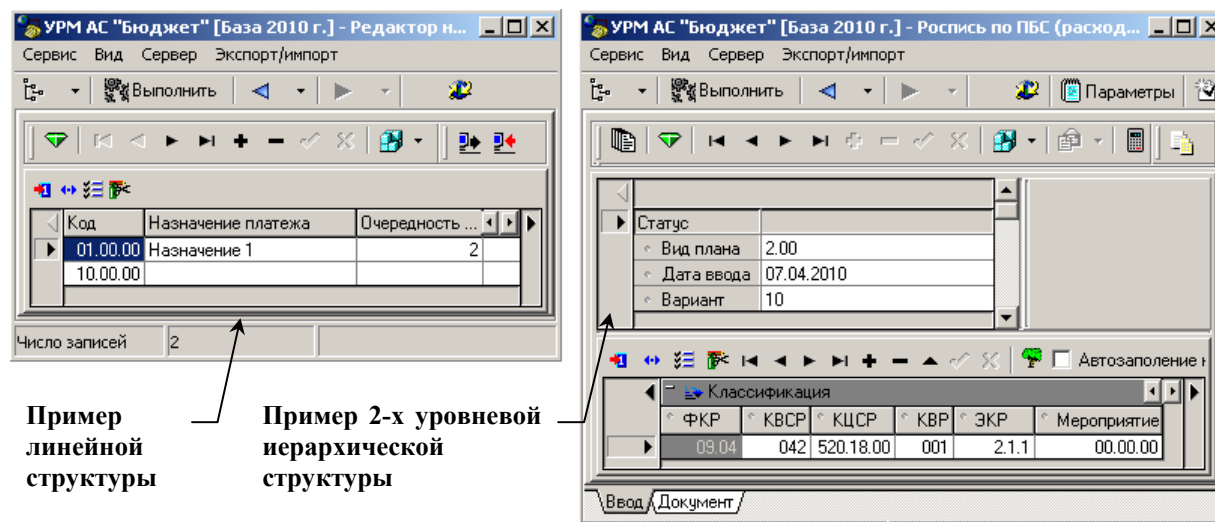 УРМ АС "Бюджет" [База 2010 г.] - Редактор н...
Сервис Вид Сервер Экспорт/импорт
Выполнить
Код Назначение платежа Очередность ...
01.00.00 Назначение 1 2
10.00.00
Число записей 2
УРМ АС "Бюджет" [База 2010 г.] - Роспись по ПБС (расход...
Сервис Вид Сервер Экспорт/импорт
Выполнить Параметры
Статус
Вид плана 2.00
Дата ввода 07.04.2010
Вариант 10
Автозаполение
Классификация
ФКР КВСР КЦСР КВР ЭКР Мероприятие
09.04 042 520.18.00 001 2.1.1 00.00.00
Ввод Документ
Пример
линейной
структуры
Пример 2-х уровневой
иерархической
структуры